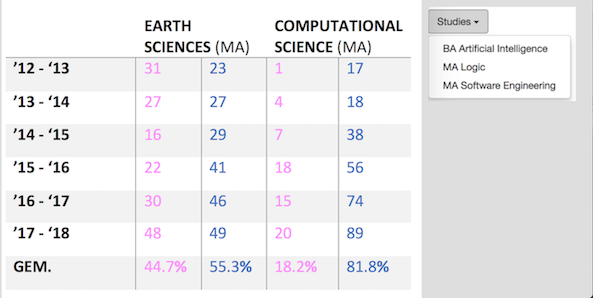 EARTH SCIENCES (MA) COMPUTATIONAL SCIENCE (MA)
'12 - '13 31 23 1 17
'13 - '14 27 27 4 18
'14 - '15 16 29 7 38
'15 - '16 22 41 18 56
'16 - '17 30 46 15 74
'17 - '18 48 49 20 89
GEM. 44.7% 55.3% 18.2% 81.8%
Studies
BA Artificial Intelligence
MA Logic
MA Software Engineering